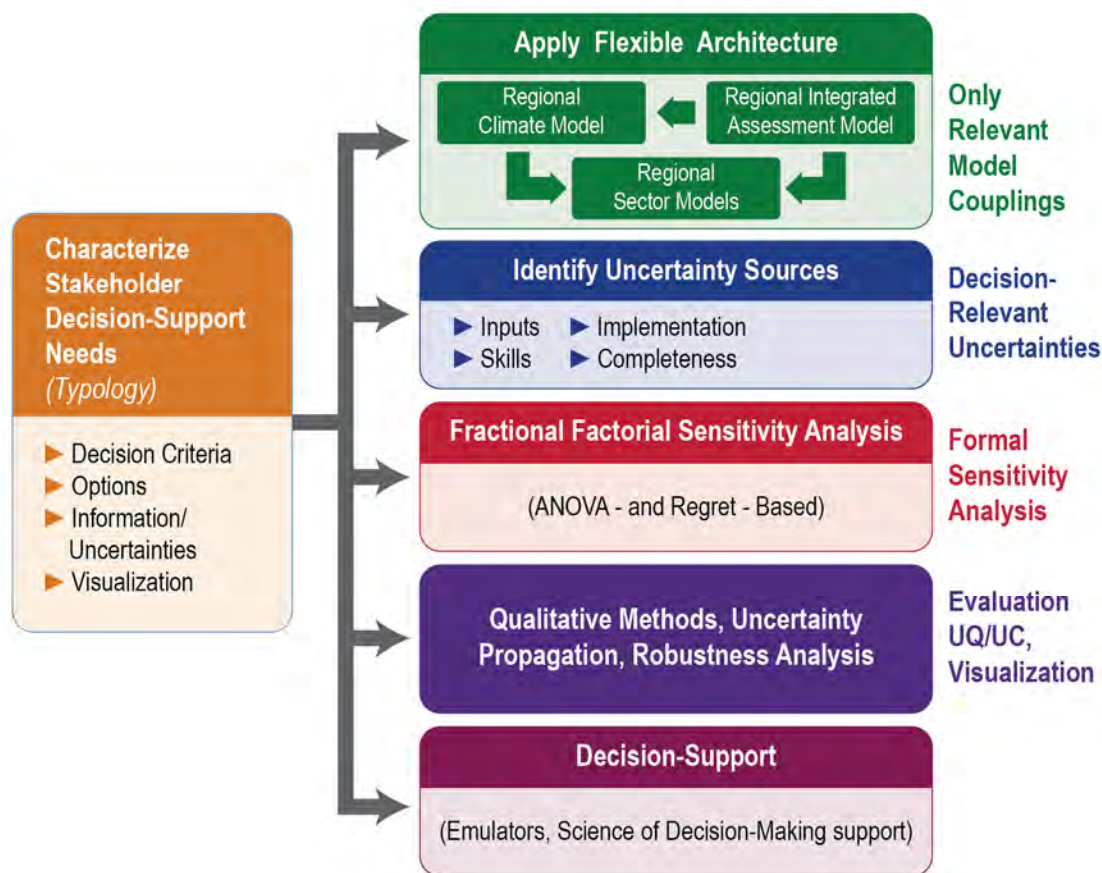 Characterize
Stakeholder
Decision-Support
Needs
(Typology)
▶ Decision Criteria
▶ Options
▶ Information/
Uncertainties
▶ Visualization
Apply Flexible Architecture
Regional
Climate Model
Regional Integrated
Assessment Model
Regional
Sector Models
Only
Relevant
Model
Couplings
Identify Uncertainty Sources
▶ Inputs
▶ Implementation
▶ Skills
▶ Completeness
Decision-
Relevant
Uncertainties
Fractional Factorial Sensitivity Analysis
(ANOVA - and Regret - Based)
Formal
Sensitivity
Analysis
Qualitative Methods, Uncertainty
Propagation, Robustness Analysis
Evaluation
UQ/UC,
Visualization
Decision-Support
(Emulators, Science of Decision-Making support)